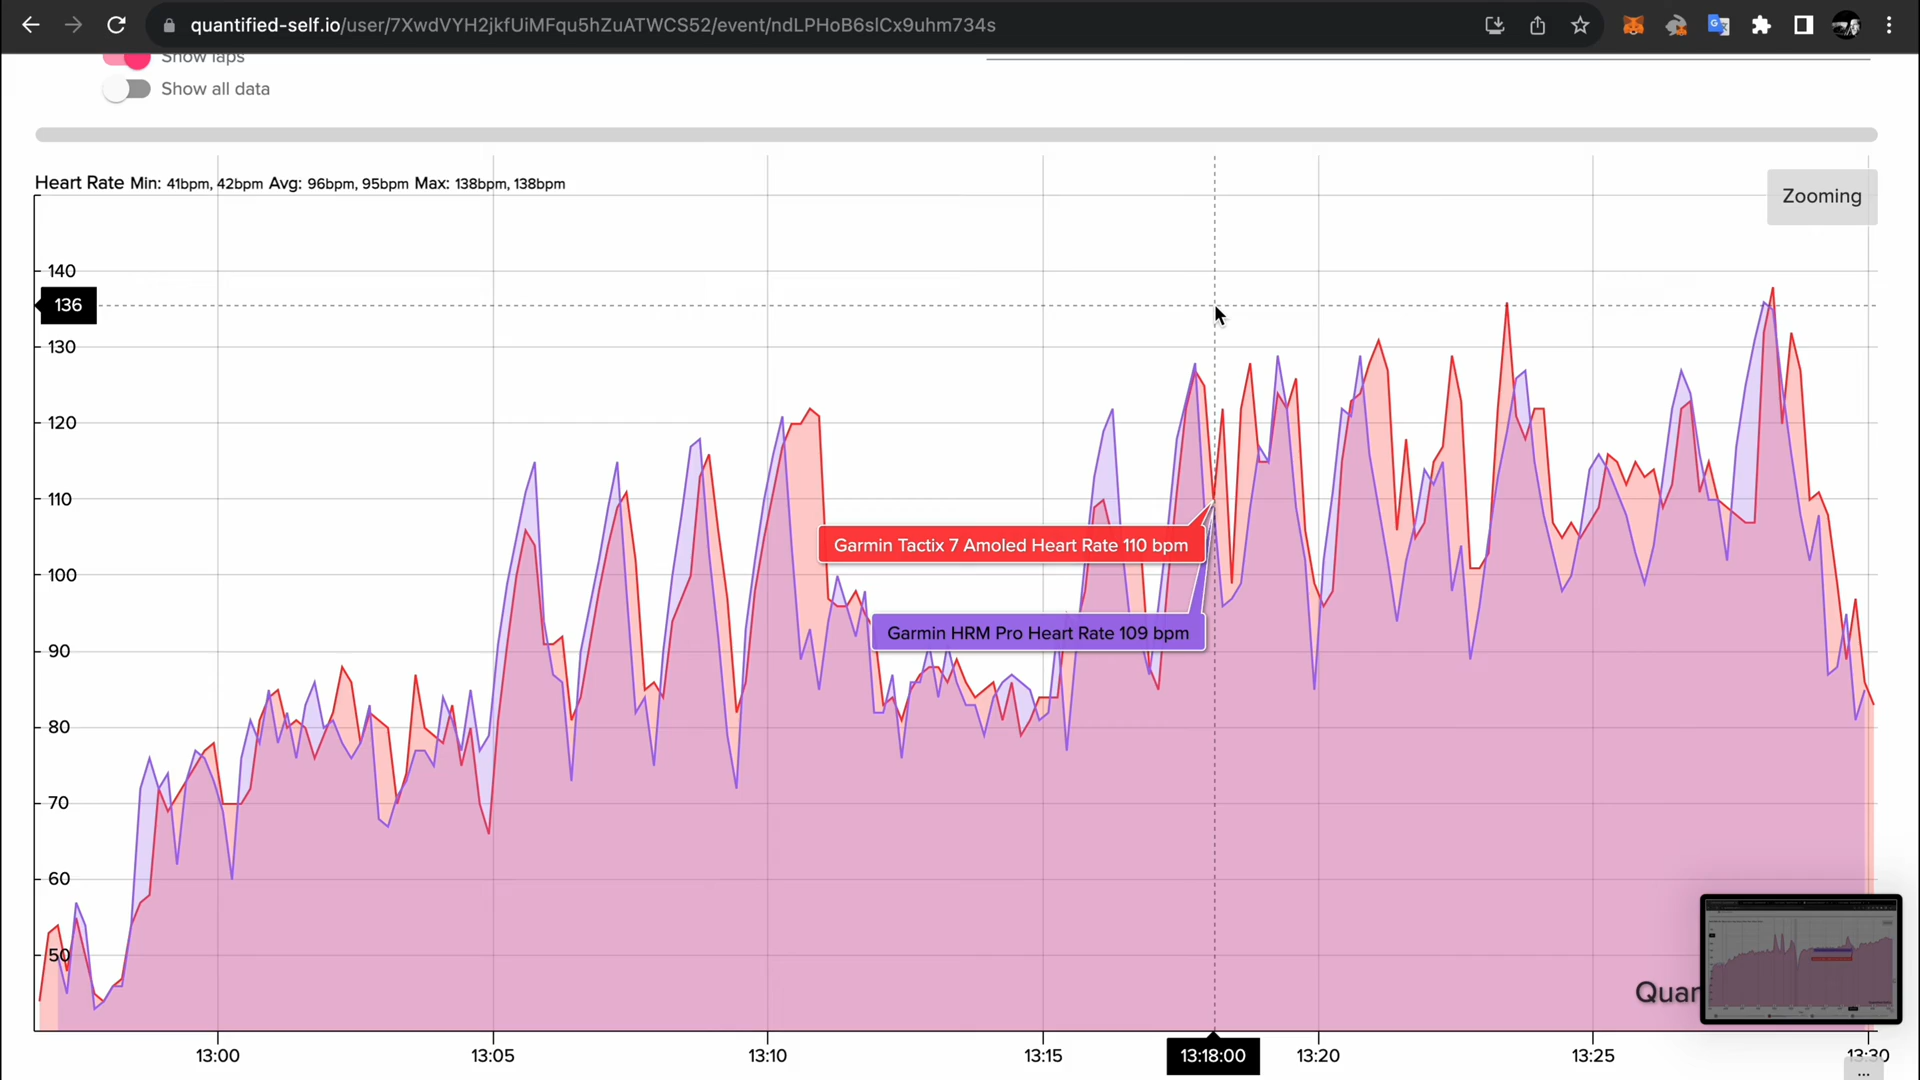 quantified-self.io/user/7XwdVYH2jkfUiMFqu5hZuATWCS52/event/ndLPHoB6slCx9uhm734s
Show laps
Show all data
Heart Rate Min: 41bpm, 42bpm Avg: 96bpm, 95bpm Max: 138bpm, 138bpm
Zooming
140
136
130
120
110
Garmin Tactix 7 Amoled Heart Rate 110 bpm
100
Garmin HRM Pro Heart Rate 109 bpm
90
80
70
60
50
Quan
13:00 13:05 13:10 13:15 13:18:00 13:20 13:25 13:30
...